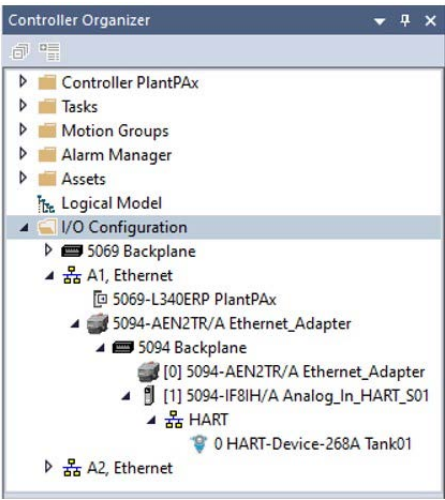 Controller Organizer
Controller PlantPAx
Tasks
Motion Groups
Alarm Manager
Assets
Logical Model
I/O Configuration
5069 Backplane
A1, Ethernet
5069-L340ERP PlantPAx
5094-AEN2TR/A Ethernet_Adapter
5094 Backplane
[0] 5094-AEN2TR/A Ethernet_Adapter
[1] 5094-IF8IH/A Analog_In_HART_S01
HART
0 HART-Device-268A Tank01
A2, Ethernet